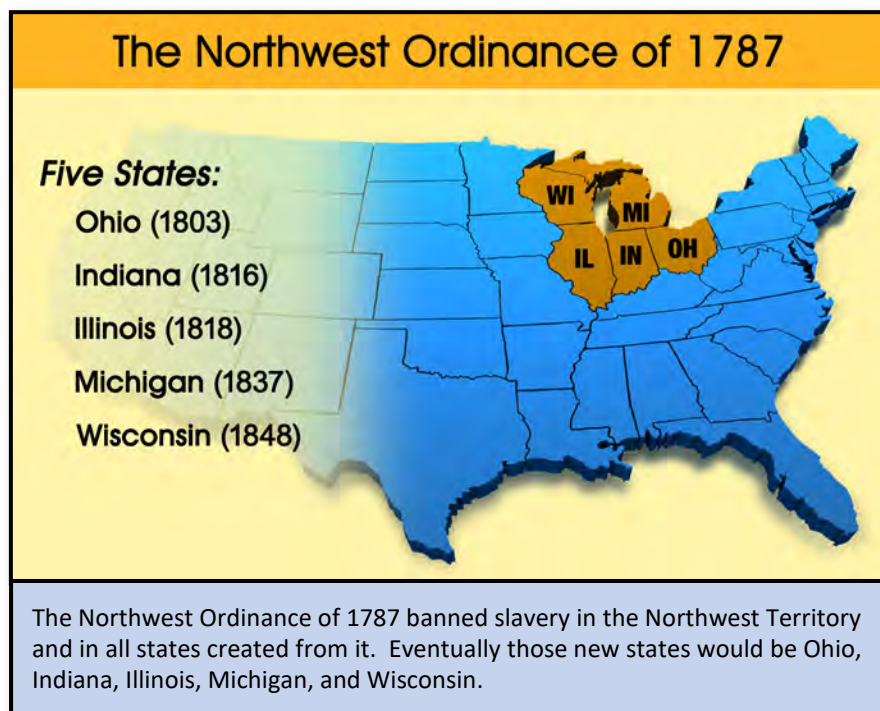 The Northwest Ordinance of 1787
Five States:
Ohio (1803)
Indiana (1816)
Illinois (1818)
Michigan (1837)
Wisconsin (1848)
WI
MI
IL
IN
OH
The Northwest Ordinance of 1787 banned slavery in the Northwest Territory
and in all states created from it.  Eventually those new states would be Ohio,
Indiana, Illinois, Michigan, and Wisconsin.